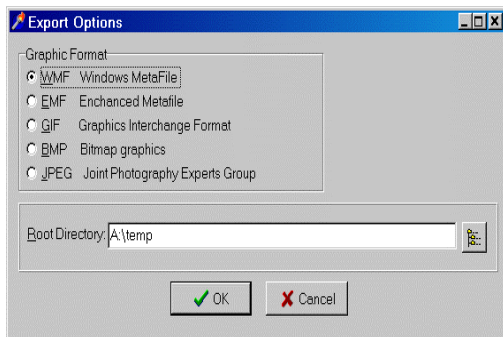 Export Options
Graphic Format
WMF Windows MetaFile
EMF Enchanced Metafile
GIF Graphics Interchange Format
BMP Bitmap graphics
JPEG Joint Photography Experts Group
Root Directory: A:\temp
OK Cancel